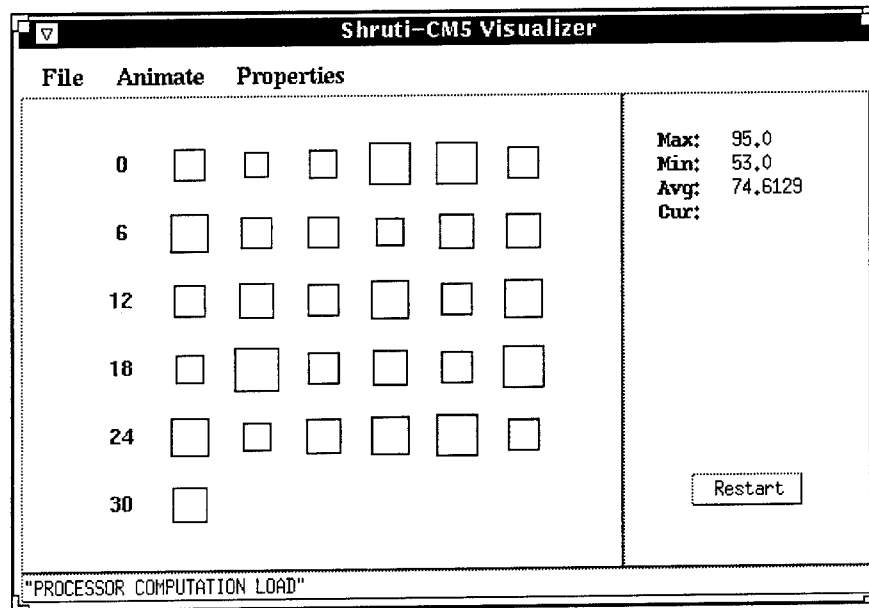 Shruti-CM5 Visualizer
File Animate Properties
0
6
12
18
24
30
Max: 95.0
Min: 53.0
Avg: 74.6129
Cur:
Restart
"PROCESSOR COMPUTATION LOAD"